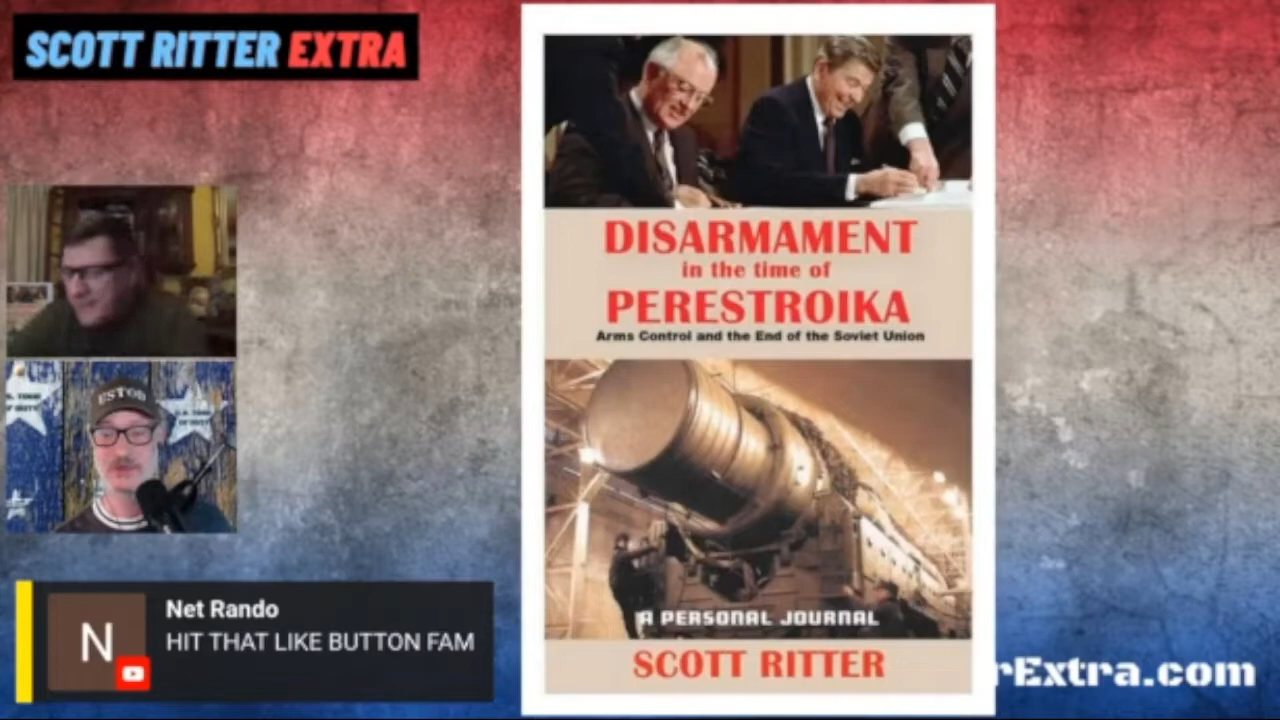 SCOTT RITTER EXTRA
DISARMAMENT
in the time of
PERESTROIKA
Arms Control and the End of the Soviet Union
A PERSONAL JOURNAL
SCOTT RITTER
ESTOB
Net Rando
HIT THAT LIKE BUTTON FAM
N
rExtra.com